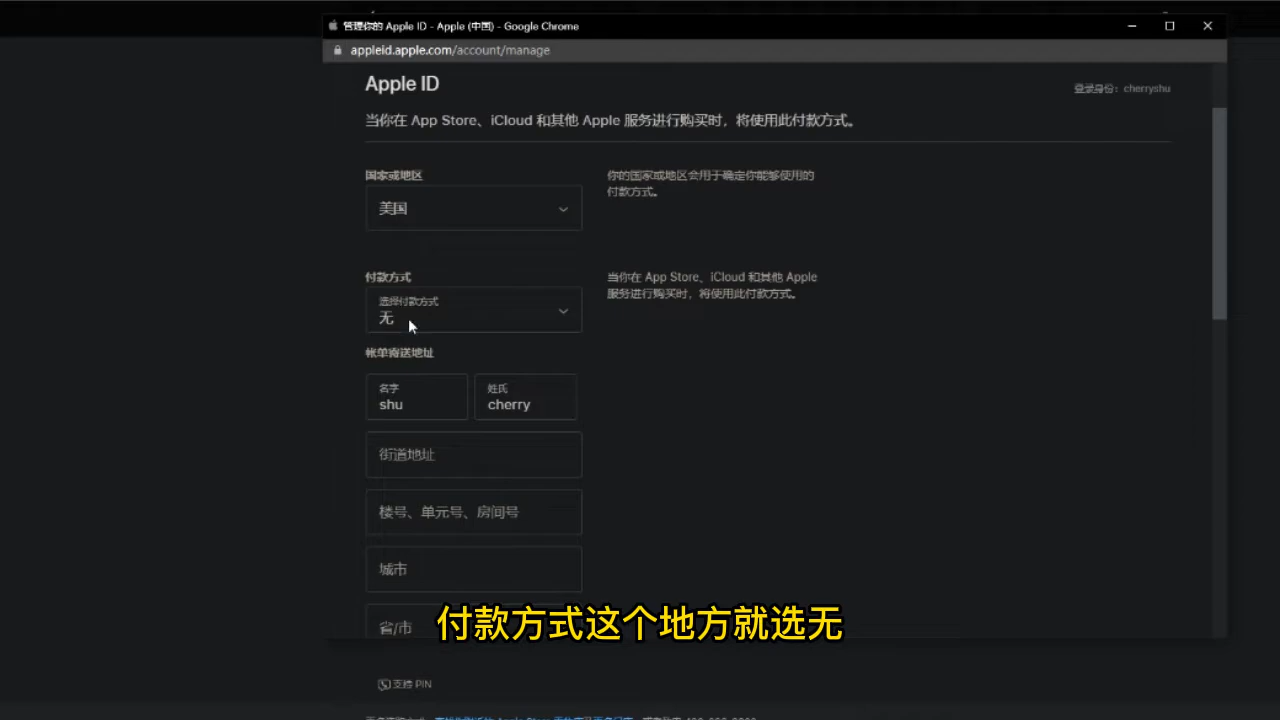 管理你的 Apple ID - Apple (中国) - Google Chrome
appleid.apple.com/account/manage
Apple ID
登录身份：cherryshu
当你在 App Store、iCloud 和其他 Apple 服务进行购买时，将使用此付款方式。
国家或地区
美国
你的国家或地区会用于确定你能够使用的
付款方式。
付款方式
选择付款方式
无
当你在 App Store、iCloud 和其他 Apple
服务进行购买时，将使用此付款方式。
帐单寄送地址
名字
shu
姓氏
cherry
街道地址
楼号、单元号、房间号
城市
省/市
付款方式这个地方就选无
支持 PIN